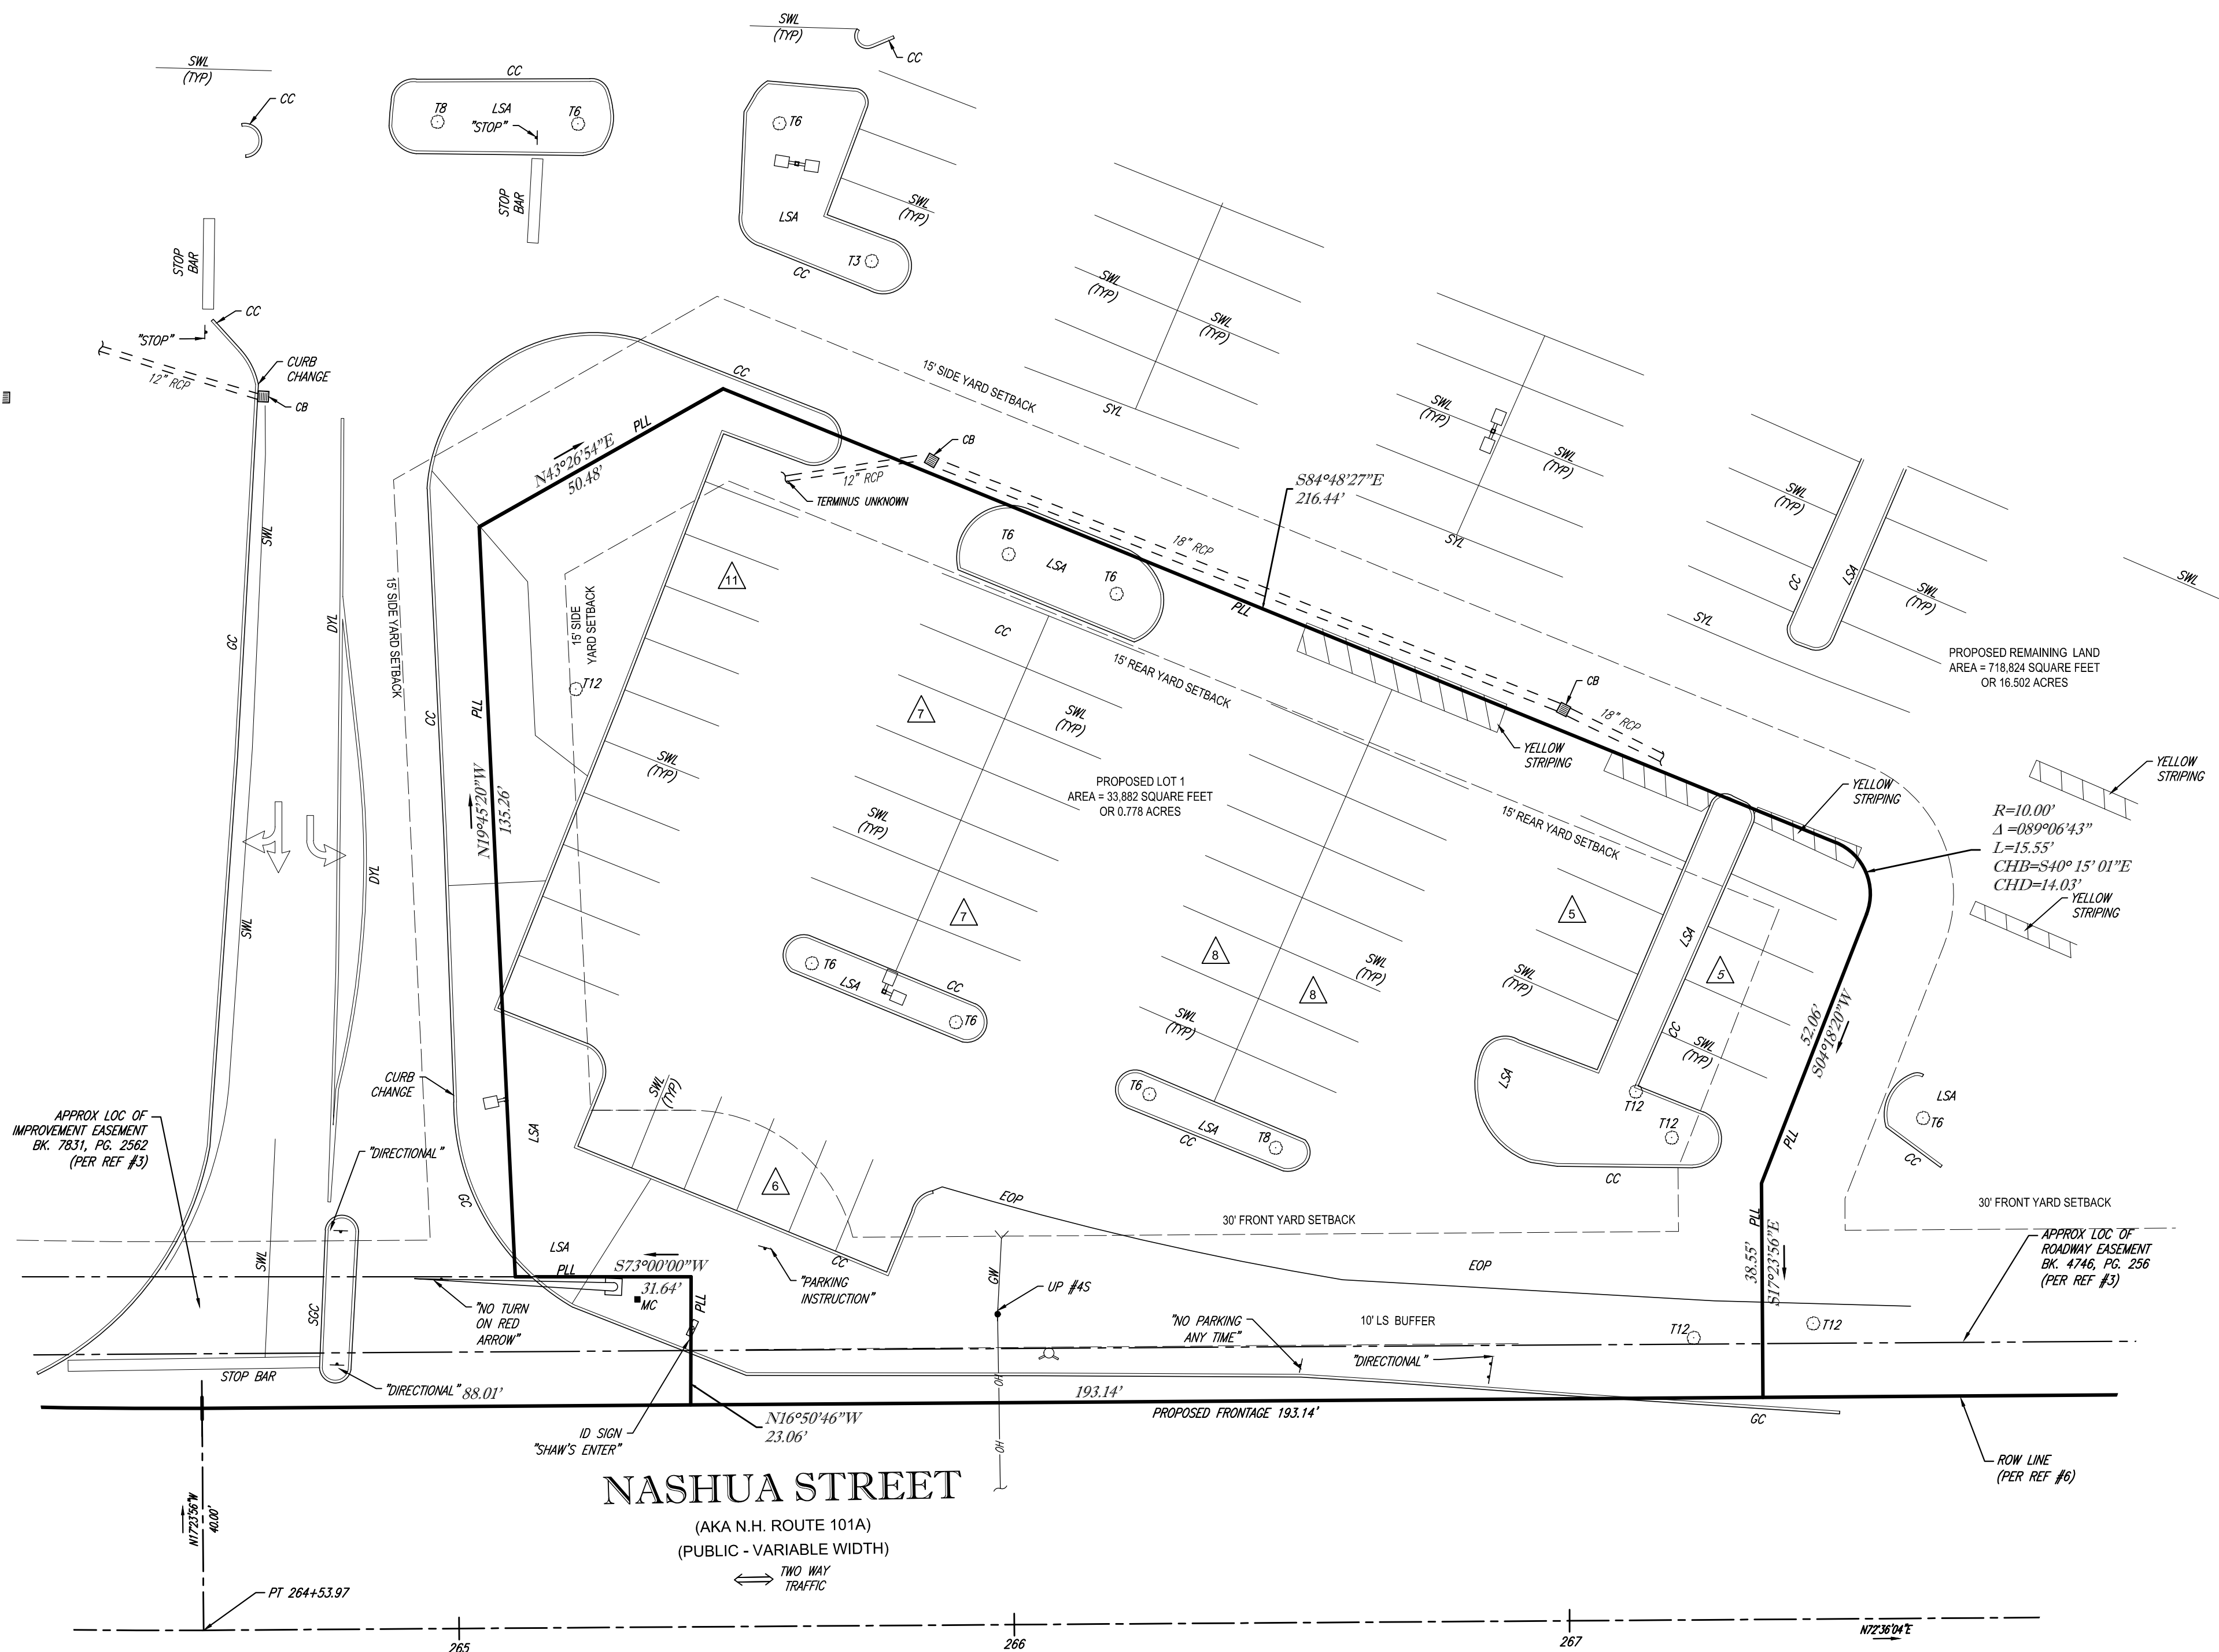 SWL
(TYP)
CC
SWL
(TYP)
CC
CC
T8
LSA
T6
"STOP"
STOP
BAR
T6
LSA
T3
CC
SWL
(TYP)
STOP
BAR
CC
"STOP"
12" RCP
CURB
CHANGE
CB
SWL
(TYP)
SWL
(TYP)
SYL
SWL
(TYP)
SWL
(TYP)
SYL
SWL
(TYP)
CC
LSA
SWL
(TYP)
SYL
SWL
15' SIDE YARD SETBACK
CC
PLL
N43°26'54"E
50.48'
CB
12" RCP
TERMINUS UNKNOWN
S84°48'27"E
216.44'
18" RCP
PLL
T6
LSA
T6
CC
GC
SWL
DYL
15' SIDE YARD SETBACK
15' SIDE
YARD SETBACK
11
T12
PLL
CC
N19°45'20"W
135.26'
SWL
(TYP)
7
SWL
(TYP)
15' REAR YARD SETBACK
CB
18" RCP
YELLOW
STRIPING
YELLOW
STRIPING
PROPOSED REMAINING LAND
AREA = 718,824 SQUARE FEET
OR 16.502 ACRES
YELLOW
STRIPING
PROPOSED LOT 1
AREA = 33,882 SQUARE FEET
OR 0.778 ACRES
SWL
(TYP)
15' REAR YARD SETBACK
R=10.00'
Δ =089°06'43"
L=15.55'
CHB=S40° 15' 01"E
CHD=14.03'
YELLOW
STRIPING
DYL
SWL
7
5
LSA
8
8
SWL
(TYP)
SWL
(TYP)
5
T6
LSA
CC
T6
SWL
(TYP)
CC
SWL
(TYP)
52.06'
S04°18'20"W
CURB
CHANGE
LSA
SWL
(TYP)
T6
LSA
T8
CC
LSA
T12
T12
CC
PLL
LSA
T6
CC
APPROX LOC OF
IMPROVEMENT EASEMENT
BK. 7831, PG. 2562
(PER REF #3)
"DIRECTIONAL"
GC
6
EOP
30' FRONT YARD SETBACK
30' FRONT YARD SETBACK
LSA
PLL
S73°00'00"W
31.64'
MC
PLL
CC
"PARKING
INSTRUCTION"
GW
UP #4S
EOP
PLL
38.55'
S17°23'56"E
APPROX LOC OF
ROADWAY EASEMENT
BK. 4746, PG. 256
(PER REF #3)
SWL
SGC
"NO TURN
ON RED
ARROW"
"NO PARKING
ANY TIME"
10' LS BUFFER
T12
T12
"DIRECTIONAL"
STOP BAR
"DIRECTIONAL"
88.01'
OH
193.14'
PROPOSED FRONTAGE 193.14'
GC
N16°50'46"W
23.06'
ID SIGN
"SHAW'S ENTER"
OH
ROW LINE
(PER REF #6)
NASHUA STREET
(AKA N.H. ROUTE 101A)
(PUBLIC - VARIABLE WIDTH)
TWO WAY
TRAFFIC
N17°23'56"W
40.00'
PT 264+53.97
265
266
267
N72°36'04"E